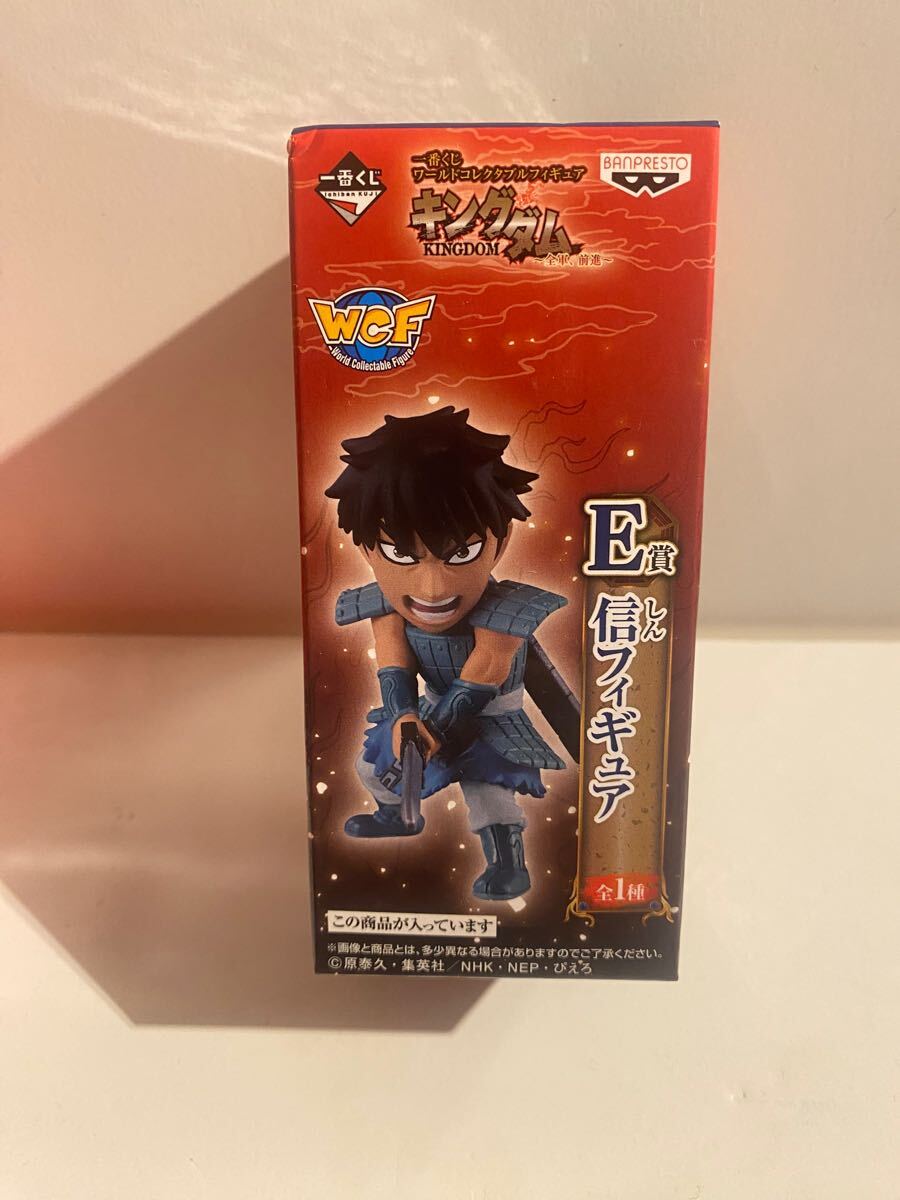 一番くじ
Ichiban KUJI
一番くじ
ワールドコレクタブルフィギュア
キングダム
KINGDOM
～全軍、前進～
BANPRESTO
WCF
World Collectable Figure
E賞
しん
信フィギュア
全1種
この商品が入っています
※画像と商品とは、多少異なる場合がありますのでご了承ください。
©原泰久・集英社／NHK・NEP・ぴえろ